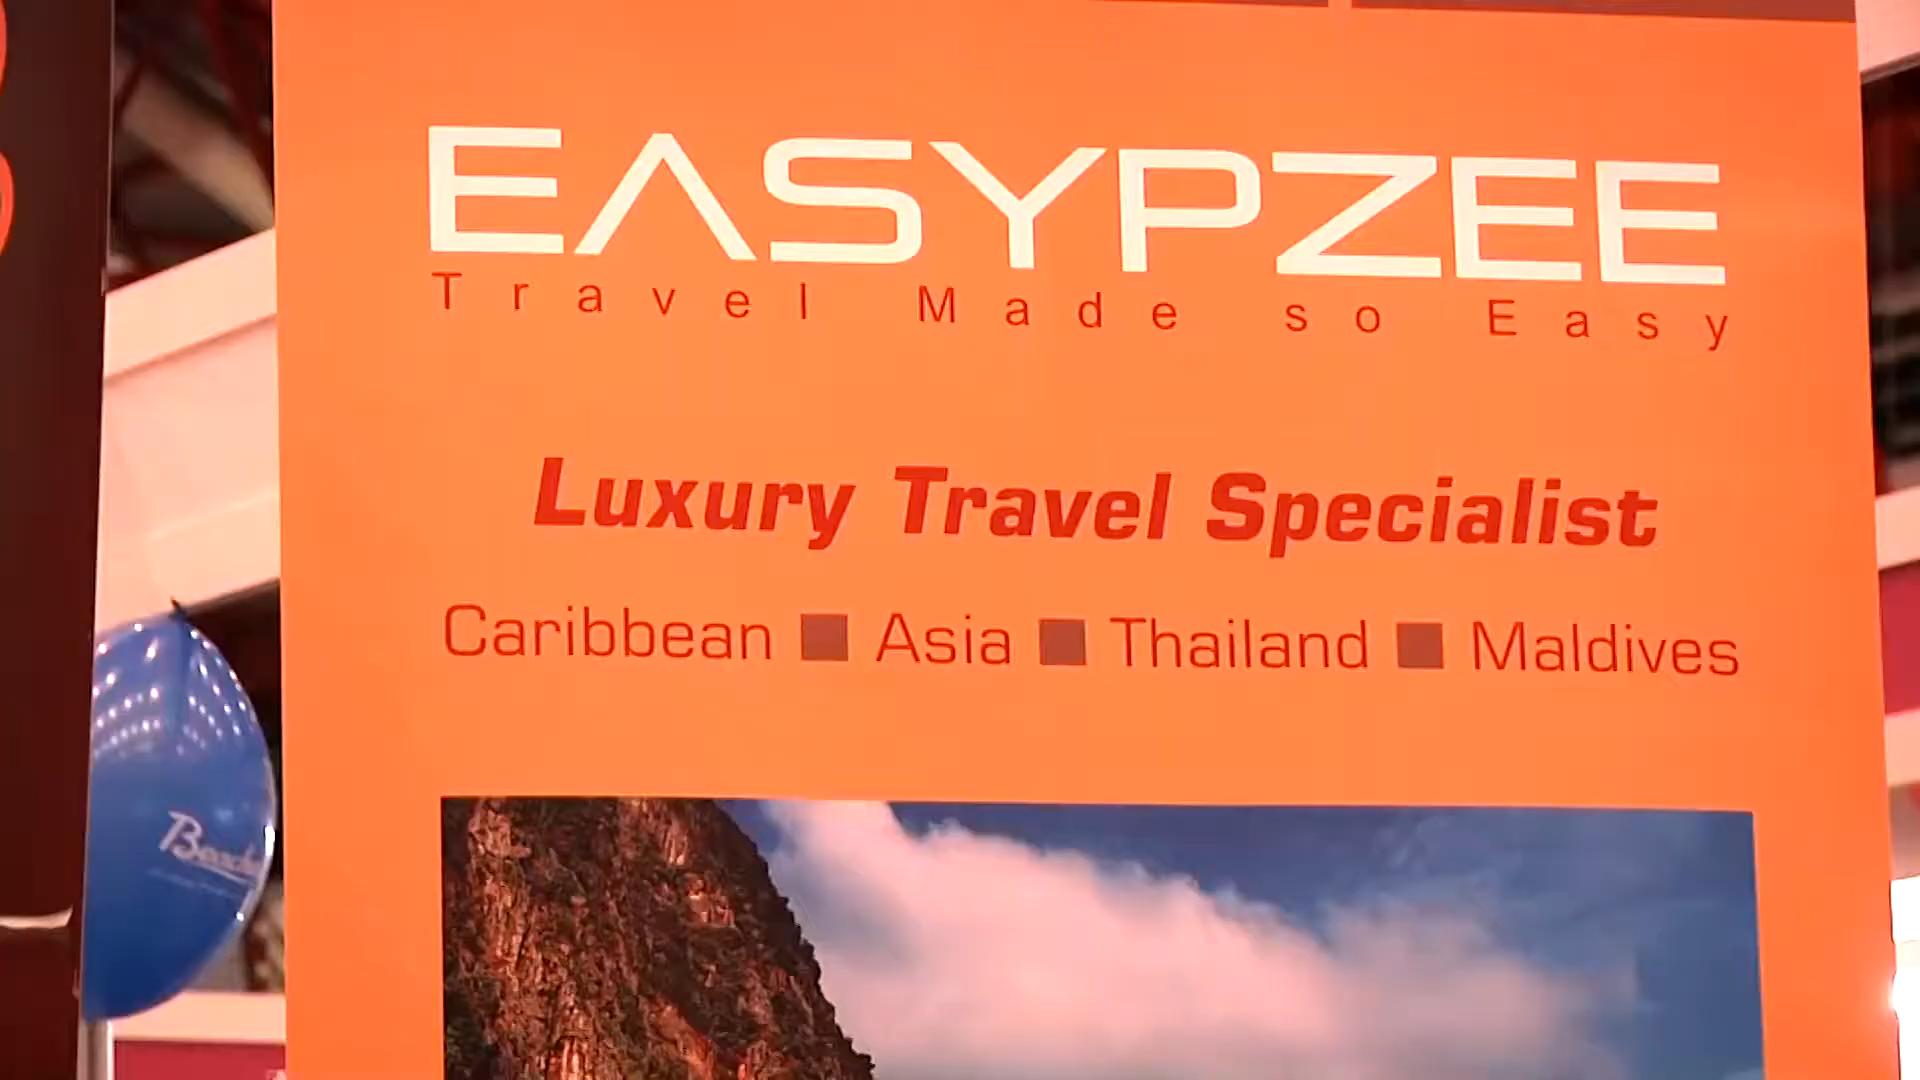 EASYPZEE
Travel Made so Easy
Luxury Travel Specialist
Caribbean ■ Asia ■ Thailand ■ Maldives